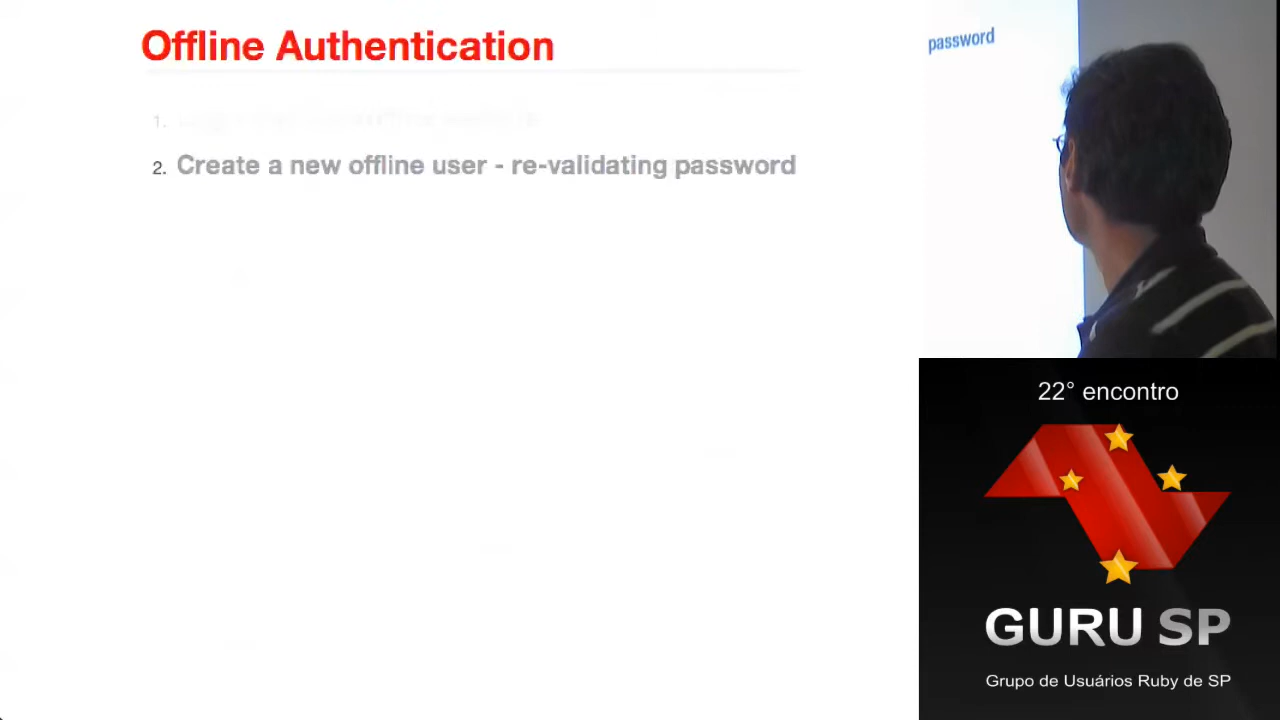 Offline Authentication
1.
2. Create a new offline user - re-validating password
password
22° encontro
GURU SP
Grupo de Usuários Ruby de SP